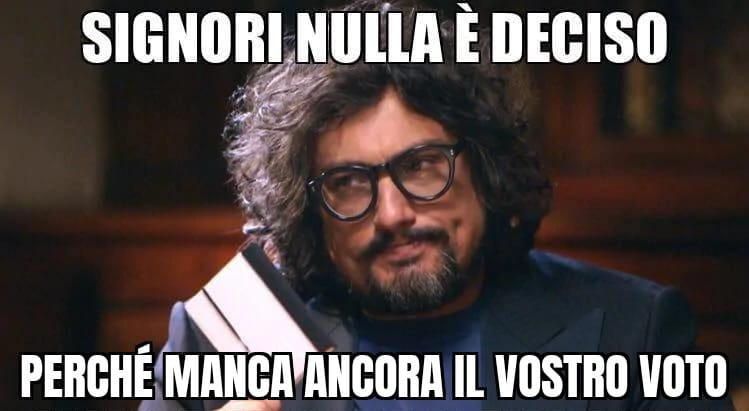 SIGNORI NULLA È DECISO
PERCHÉ MANCA ANCORA IL VOSTRO VOTO